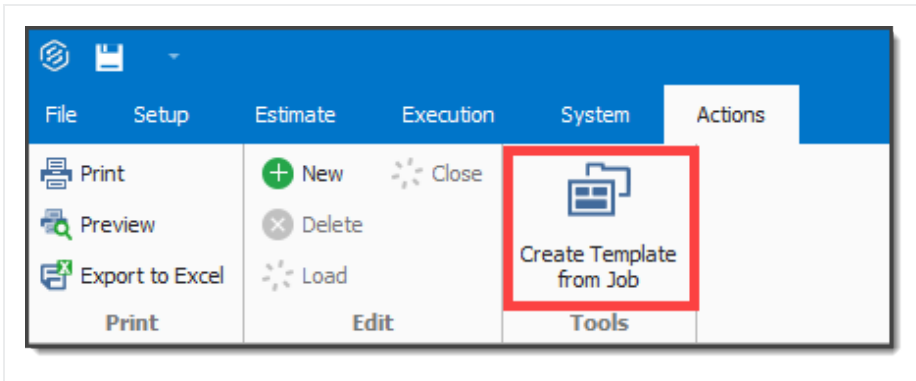 File Setup Estimate Execution System Actions
Print New Close
Preview Delete
Create Template
Export to Excel Load from Job
Print Edit Tools